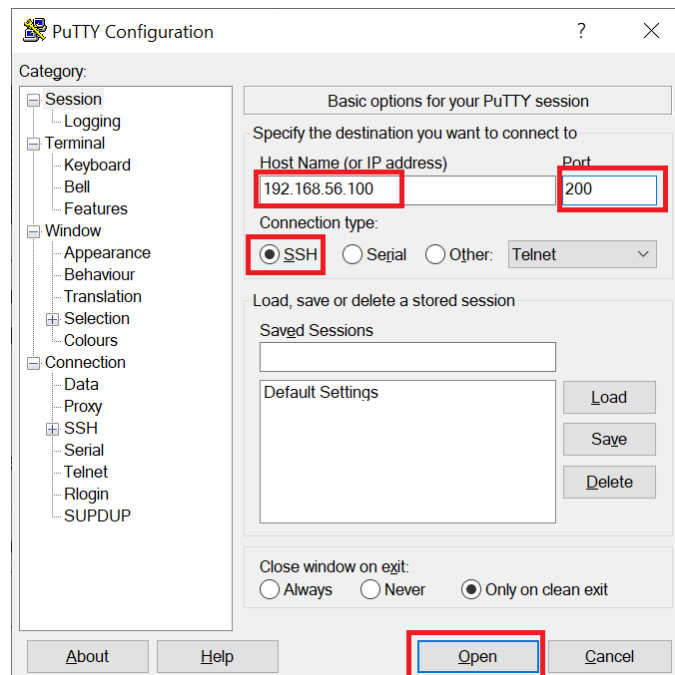 PuTTY Configuration
?
Category:
Session
Logging
Terminal
Keyboard
Bell
Features
Window
Appearance
Behaviour
Translation
Selection
Colours
Connection
Data
Proxy
SSH
Serial
Telnet
Rlogin
SUPDUP
Basic options for your PuTTY session
Specify the destination you want to connect to
Host Name (or IP address) Port
192.168.56.100 200
Connection type:
SSH Serial Other: Telnet
Load, save or delete a stored session
Saved Sessions
Default Settings
Load
Save
Delete
Close window on exit:
Always Never Only on clean exit
About Help Open Cancel